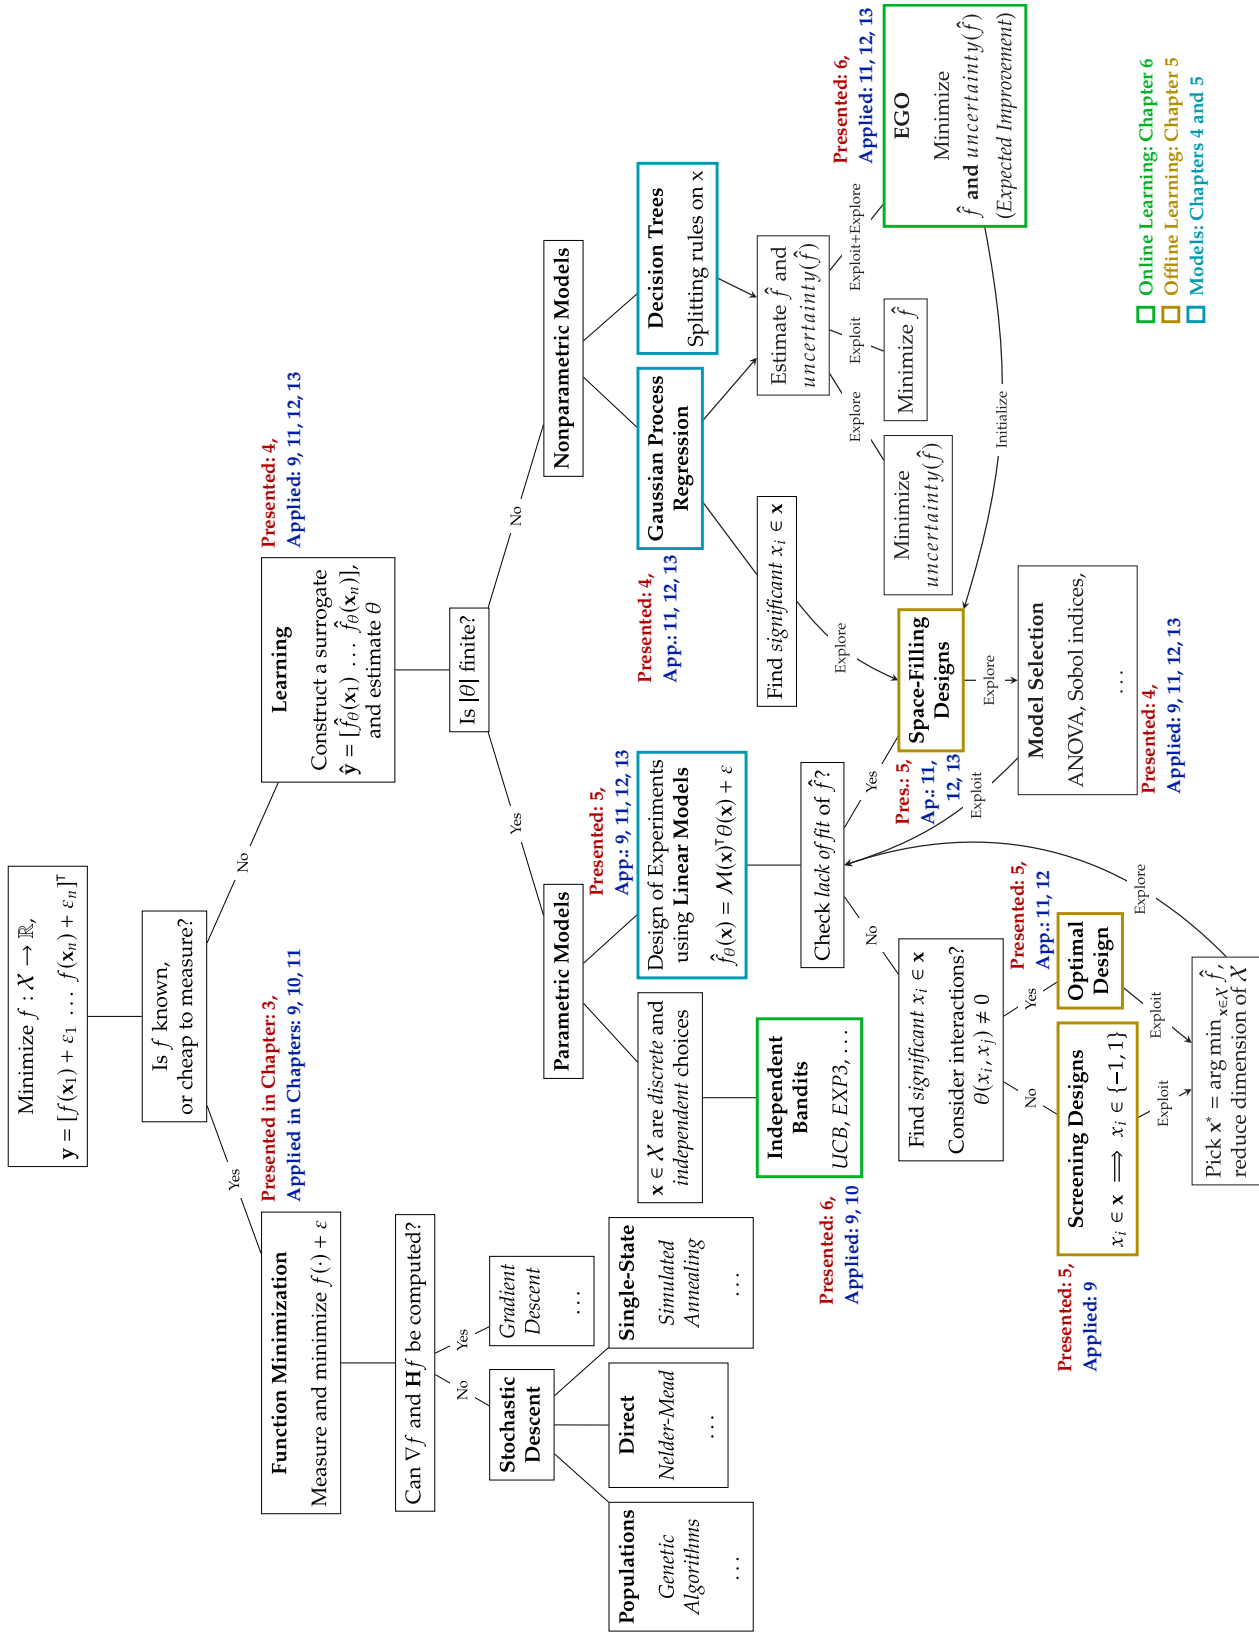 Minimize f : X → ℝ,
y = [f(x₁) + ε₁ … f(xₙ) + εₙ]ᵀ
Is f known,
or cheap to measure?
Yes
No
Presented in Chapter: 3,
Applied in Chapters: 9, 10, 11
Function Minimization
Measure and minimize f(·) + ε
Can ∇f and Hf be computed?
No
Yes
Gradient
Descent
…
Stochastic
Descent
Populations
Genetic
Algorithms
…
Direct
Nelder-Mead
…
Single-State
Simulated
Annealing
…
Presented: 4,
Applied: 9, 11, 12, 13
Learning
Construct a surrogate
ŷ = [f̂_θ(x₁) … f̂_θ(xₙ)],
and estimate θ
Is |θ| finite?
Yes
No
Parametric Models
x ∈ X are discrete and
independent choices
Independent
Bandits
UCB, EXP3, …
Presented: 6,
Applied: 9, 10
Presented: 5,
App.: 9, 11, 12, 13
Design of Experiments
using Linear Models
f̂_θ(x) = M(x)ᵀθ(x) + ε
Check lack of fit of f̂?
No
Yes
Find significant xᵢ ∈ x
Consider interactions?
θ(xᵢ, xⱼ) ≠ 0
No
Yes
Presented: 5,
Applied: 9
Screening Designs
xᵢ ∈ x ⟹ xᵢ ∈ {−1, 1}
Presented: 5,
App.: 11, 12
Optimal
Design
Exploit
Exploit
Pick x* = arg min_{x∈X} f̂,
reduce dimension of X
Explore
Nonparametric Models
Presented: 4,
App.: 11, 12, 13
Gaussian Process
Regression
Decision Trees
Splitting rules on x
Find significant xᵢ ∈ x
Explore
Pres.: 5,
Ap.: 11,
12, 13
Space-Filling
Designs
Explore
Model Selection
ANOVA, Sobol indices,
…
Presented: 4,
Applied: 9, 11, 12, 13
Exploit
Estimate f̂ and
uncertainty(f̂)
Explore
Exploit
Exploit+Explore
Minimize
uncertainty(f̂)
Minimize f̂
Presented: 6,
Applied: 11, 12, 13
EGO
Minimize
f̂ and uncertainty(f̂)
(Expected Improvement)
Initialize
Online Learning: Chapter 6
Offline Learning: Chapter 5
Models: Chapters 4 and 5